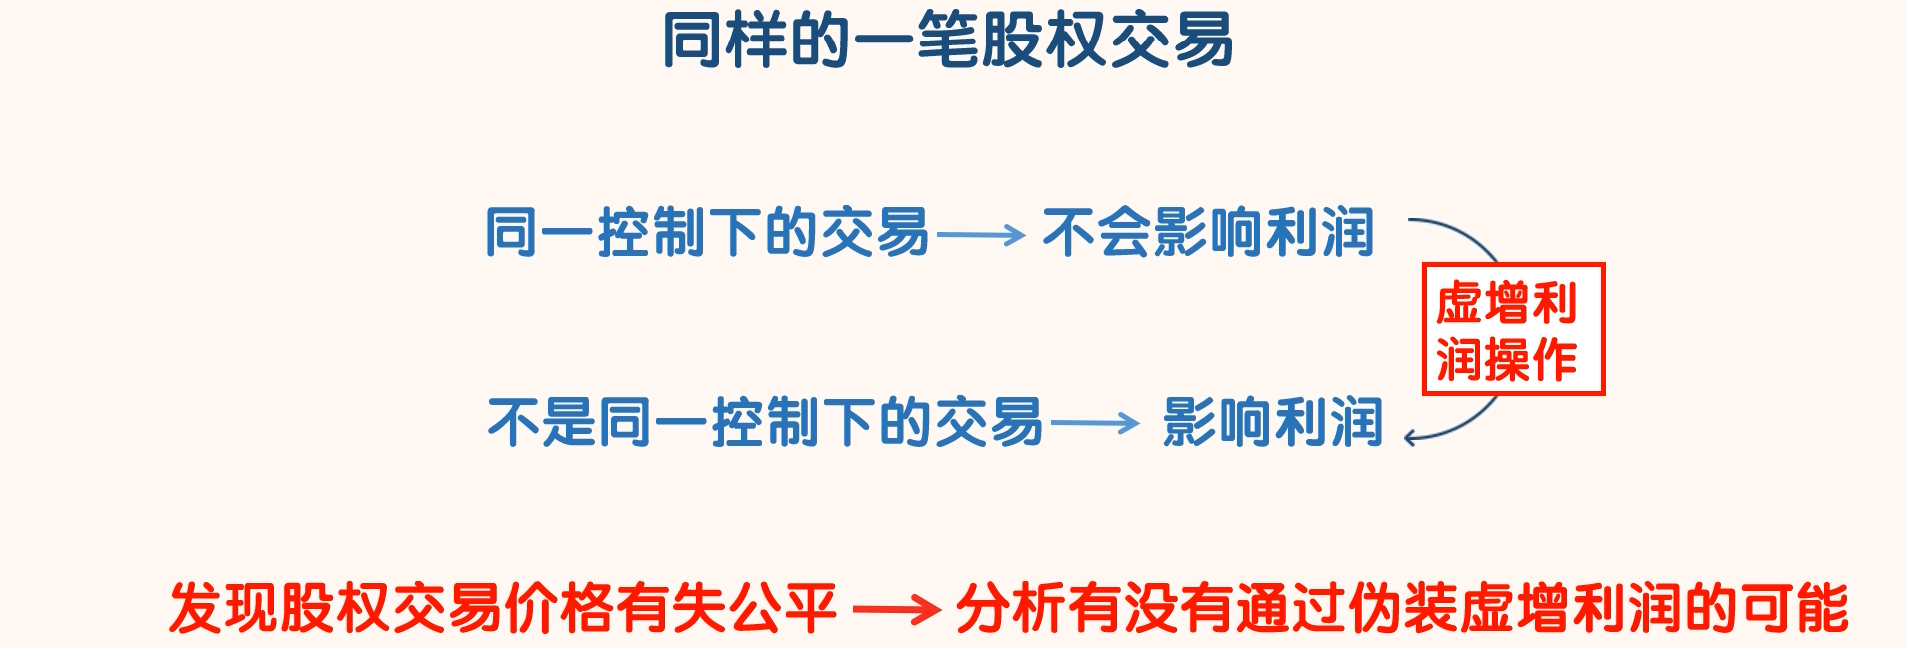 同样的一笔股权交易
同一控制下的交易 → 不会影响利润
虚增利
润操作
不是同一控制下的交易 → 影响利润
发现股权交易价格有失公平 → 分析有没有通过伪装虚增利润的可能